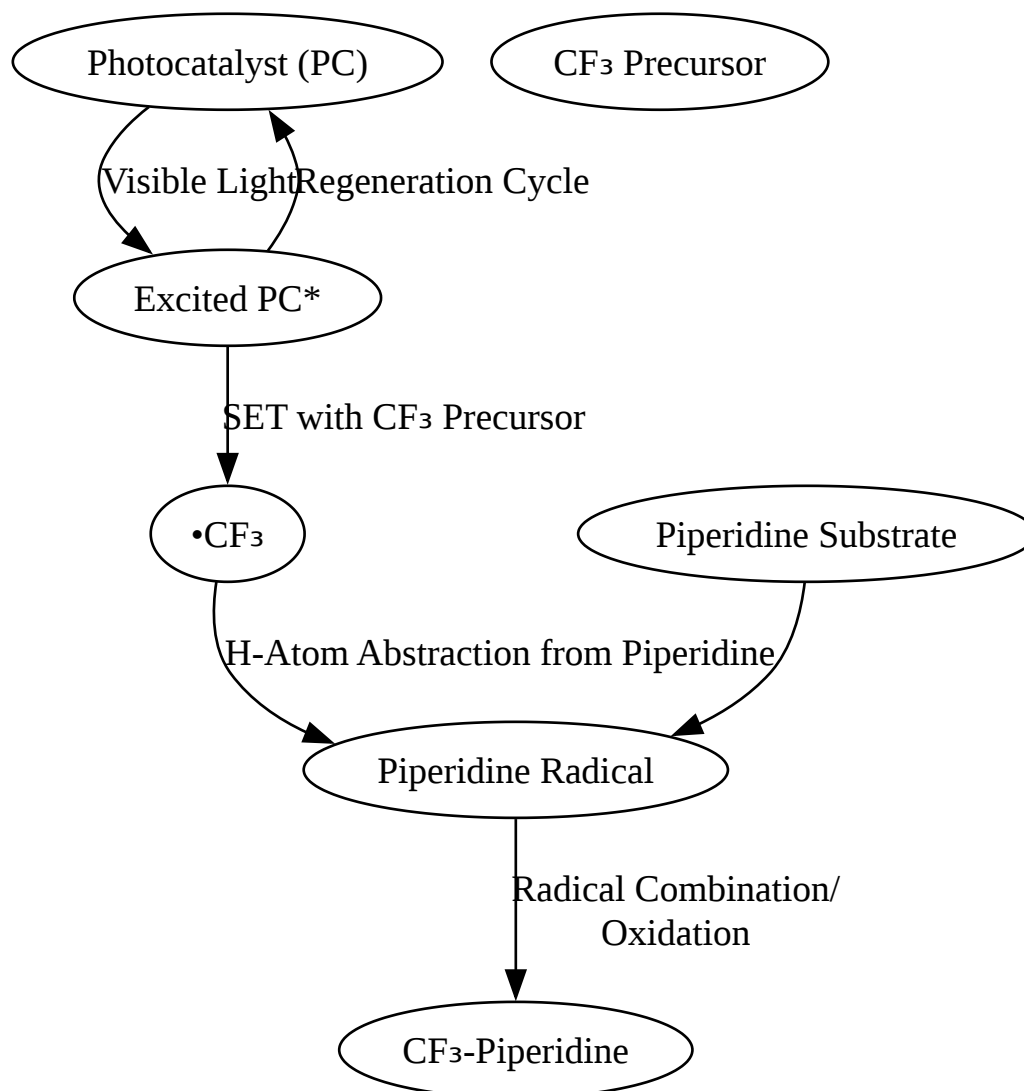 Photocatalyst (PC)
CF₃ Precursor
Visible Light
Regeneration Cycle
Excited PC*
SET with CF₃ Precursor
•CF₃
Piperidine Substrate
H-Atom Abstraction from Piperidine
Piperidine Radical
Radical Combination/
Oxidation
CF₃-Piperidine